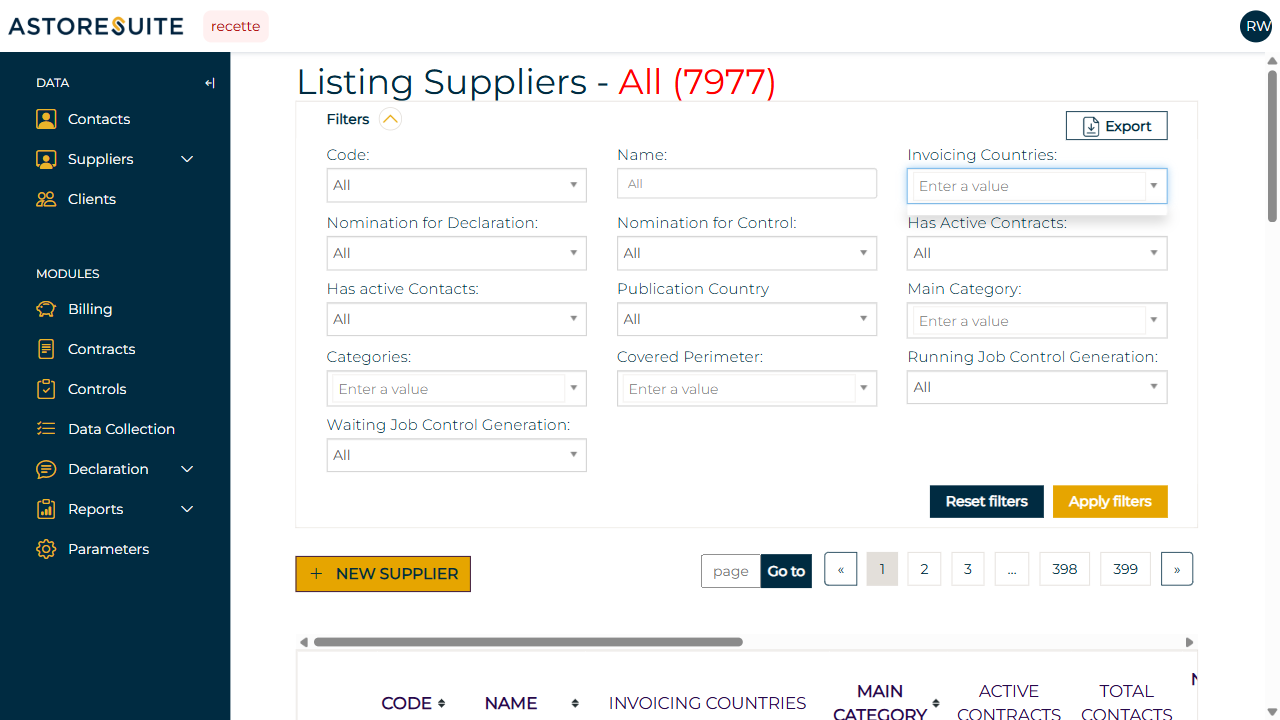 ASTORESUITE
recette
RW
DATA
Contacts
Suppliers
Clients
MODULES
Billing
Contracts
Controls
Data Collection
Declaration
Reports
Parameters
Listing Suppliers - All (7977)
Filters
Export
Code:
Name:
Invoicing Countries:
All
All
Enter a value
Nomination for Declaration:
Nomination for Control:
Has Active Contracts:
All
All
All
Has active Contacts:
Publication Country
Main Category:
All
All
Enter a value
Categories:
Covered Perimeter:
Running Job Control Generation:
Enter a value
Enter a value
All
Waiting Job Control Generation:
All
Reset filters
Apply filters
+ NEW SUPPLIER
page
Go to
« 1 2 3 ... 398 399 »
CODE
NAME
INVOICING COUNTRIES
MAIN CATEGORY
ACTIVE CONTRACTS
TOTAL CONTACTS